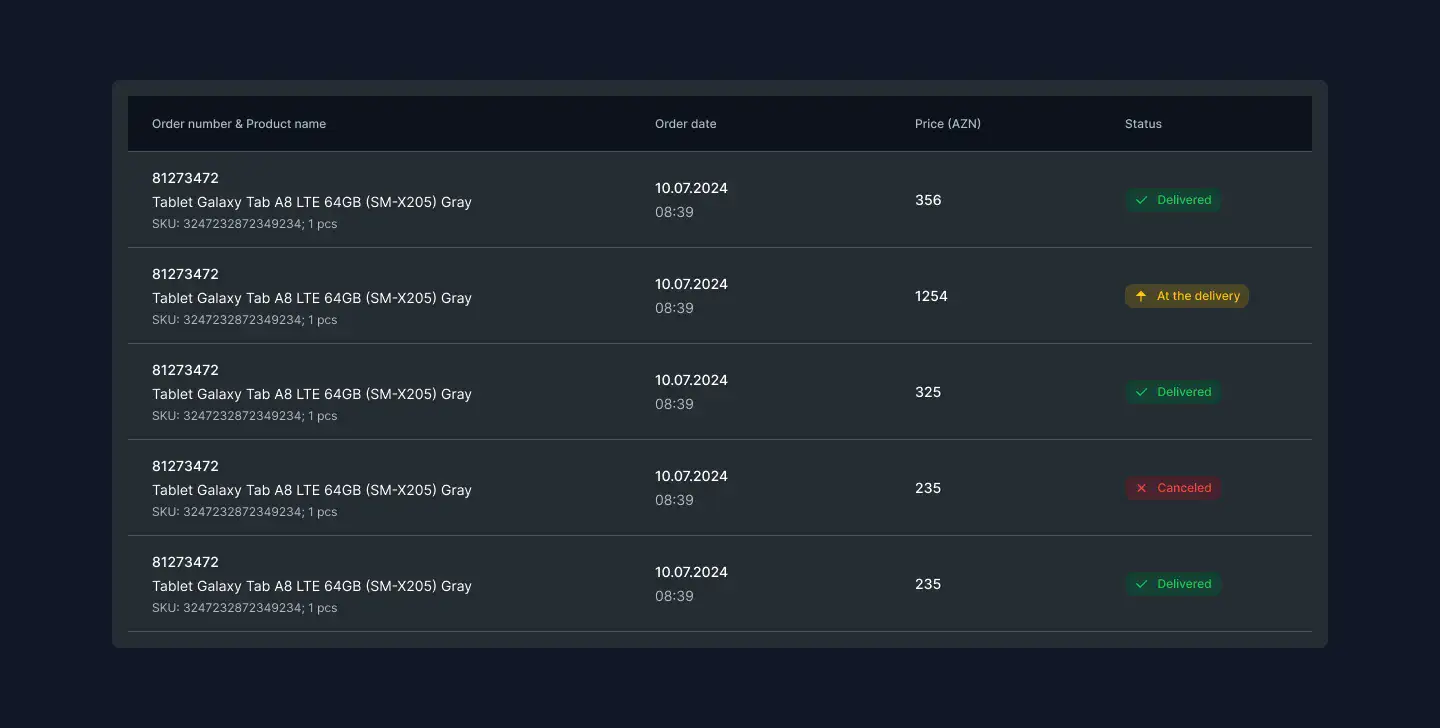 Order number & Product name Order date Price (AZN) Status
81273472
Tablet Galaxy Tab A8 LTE 64GB (SM-X205) Gray
SKU: 3247232872349234; 1 pcs
10.07.2024
08:39
356
Delivered
81273472
Tablet Galaxy Tab A8 LTE 64GB (SM-X205) Gray
SKU: 3247232872349234; 1 pcs
10.07.2024
08:39
1254
At the delivery
81273472
Tablet Galaxy Tab A8 LTE 64GB (SM-X205) Gray
SKU: 3247232872349234; 1 pcs
10.07.2024
08:39
325
Delivered
81273472
Tablet Galaxy Tab A8 LTE 64GB (SM-X205) Gray
SKU: 3247232872349234; 1 pcs
10.07.2024
08:39
235
Canceled
81273472
Tablet Galaxy Tab A8 LTE 64GB (SM-X205) Gray
SKU: 3247232872349234; 1 pcs
10.07.2024
08:39
235
Delivered